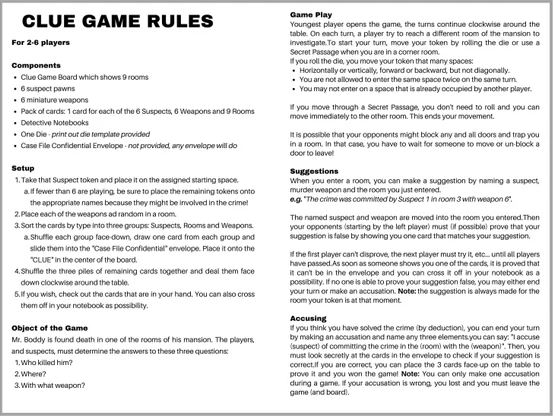 CLUE GAME RULES
For 2-6 players
Components
• Clue Game Board which shows 9 rooms
• 6 suspect pawns
• 6 miniature weapons
• Pack of cards: 1 card for each of the 6 Suspects, 6 Weapons and 9 Rooms
• Detective Notebooks
• One Die - print out die template provided
• Case File Confidential Envelope - not provided, any envelope will do
Setup
1. Take that Suspect token and place it on the assigned starting space.
a. If fewer than 6 are playing, be sure to place the remaining tokens onto
the appropriate names because they might be involved in the crime!
2. Place each of the weapons ad random in a room.
3. Sort the cards by type into three groups: Suspects, Rooms and Weapons.
a. Shuffle each group face-down, draw one card from each group and
slide them into the "Case File Confidential" envelope. Place it onto the
"CLUE" in the center of the board.
4. Shuffle the three piles of remaining cards together and deal them face
down clockwise around the table.
5. If you wish, check out the cards that are in your hand. You can also cross
them off in your notebook as possibility.
Object of the Game
Mr. Boddy is found death in one of the rooms of his mansion. The players,
and suspects, must determine the answers to these three questions:
1. Who killed him?
2. Where?
3. With what weapon?
Game Play
Youngest player opens the game, the turns continue clockwise around the
table. On each turn, a player try to reach a different room of the mansion to
investigate.To start your turn, move your token by rolling the die or use a
Secret Passage when you are in a corner room.
If you roll the die, you move your token that many spaces:
• Horizontally or vertically, forward or backward, but not diagonally.
• You are not allowed to enter the same space twice on the same turn.
• You may not enter on a space that is already occupied by another player.
If you move through a Secret Passage, you don't need to roll and you can
move immediately to the other room. This ends your movement.
It is possible that your opponents might block any and all doors and trap you
in a room. In that case, you have to wait for someone to move or un-block a
door to leave!
Suggestions
When you enter a room, you can make a suggestion by naming a suspect,
murder weapon and the room you just entered.
e.g. "The crime was committed by Suspect 1 in room 3 with weapon 6".
The named suspect and weapon are moved into the room you entered.Then
your opponents (starting by the left player) must (if possible) prove that your
suggestion is false by showing you one card that matches your suggestion.
If the first player can't disprove, the next player must try it, etc... until all players
have passed.As soon as someone shows you one of the cards, it is proved that
it can't be in the envelope and you can cross it off in your notebook as a
possibility. If no one is able to prove your suggestion false, you may either end
your turn or make an accusation. Note: the suggestion is always made for the
room your token is at that moment.
Accusing
If you think you have solved the crime (by deduction), you can end your turn
by making an accusation and name any three elements.you can say: "I accuse
(suspect) of committing the crime in the (room) with the (weapon)". Then, you
must look secretly at the cards in the envelope to check if your suggestion is
correct.If you are correct, you can place the 3 cards face-up on the table to
prove it and you won the game! Note: You can only make one accusation
during a game. If your accusation is wrong, you lost and you must leave the
game (and board).